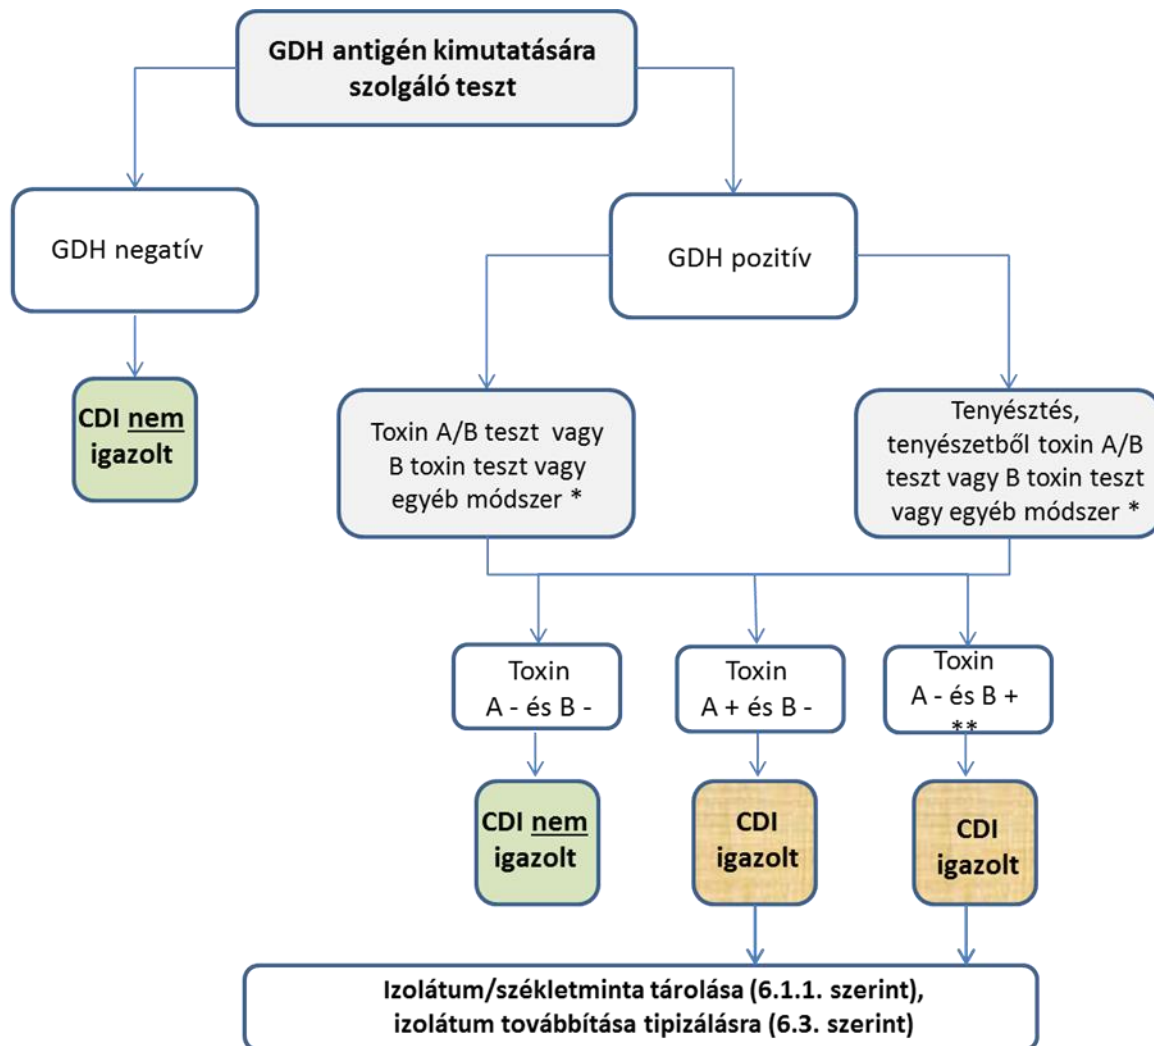 GDH antigén kimutatására
szolgáló teszt
GDH negatív
GDH pozitív
CDI nem
igazolt
Toxin A/B teszt vagy
B toxin teszt vagy
egyéb módszer *
Tenyésztés,
tenyészetből toxin A/B
teszt vagy B toxin teszt
vagy egyéb módszer *
Toxin
A - és B -
Toxin
A + és B -
Toxin
A - és B +
**
CDI nem
igazolt
CDI
igazolt
CDI
igazolt
Izolátum/székletminta tárolása (6.1.1. szerint),
izolátum továbbítása tipizálásra (6.3. szerint)